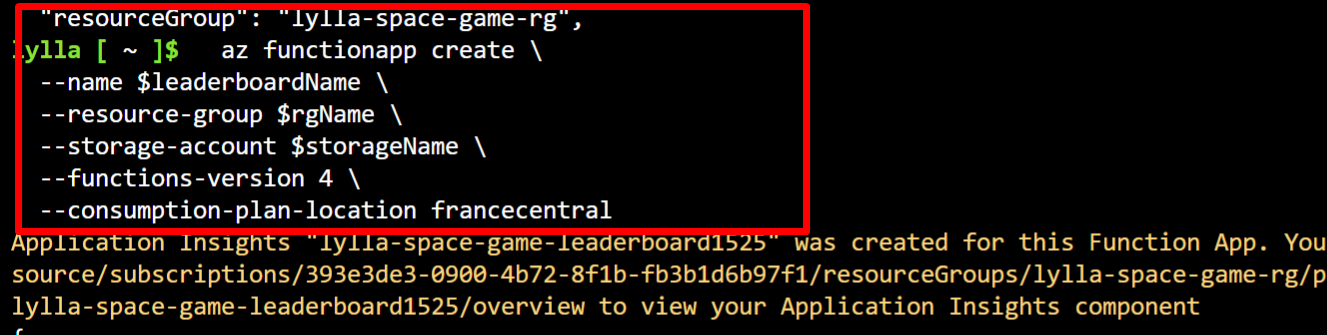 "resourceGroup": "lylla-space-game-rg",
lylla [ ~ ]$   az functionapp create \
--name $leaderboardName \
--resource-group $rgName \
--storage-account $storageName \
--functions-version 4 \
--consumption-plan-location francecentral
Application Insights "lylla-space-game-leaderboard1525" was created for this Function App. You
source/subscriptions/393e3de3-0900-4b72-8f1b-fb3b1d6b97f1/resourceGroups/lylla-space-game-rg/p
lylla-space-game-leaderboard1525/overview to view your Application Insights component